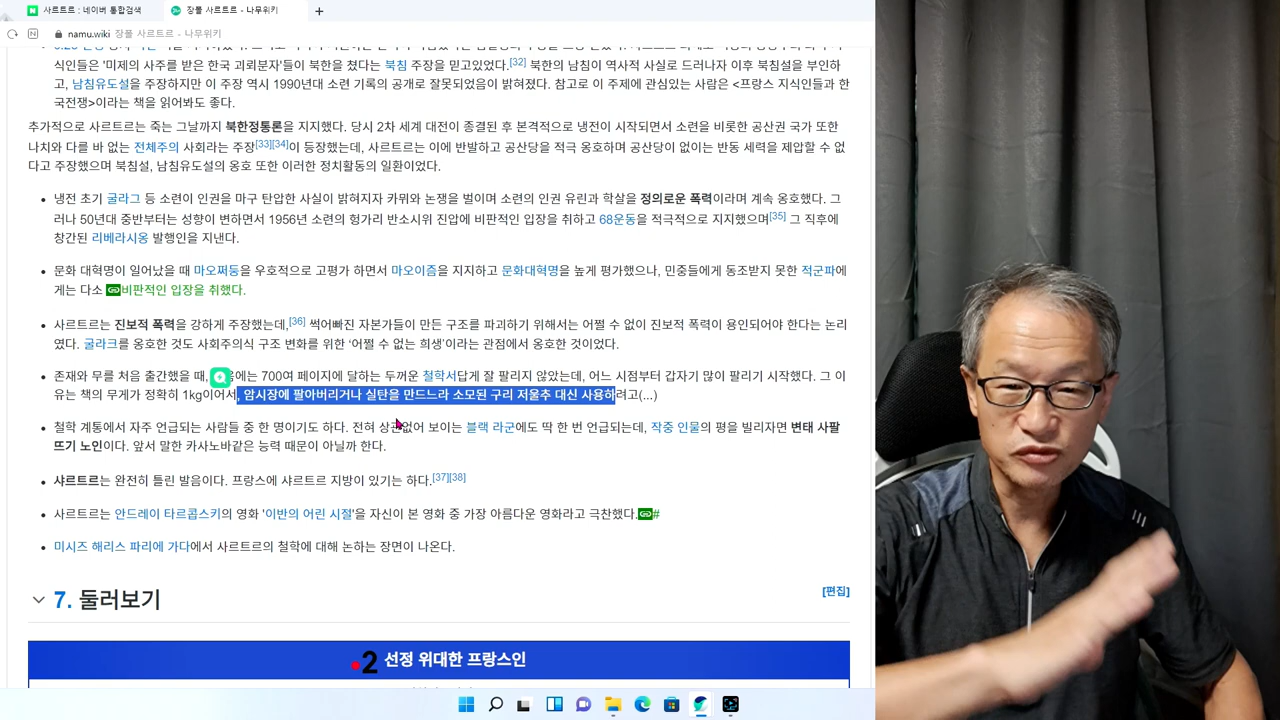 사르트르 : 네이버 통합검색
장폴 사르트르 - 나무위키
namu.wiki 장폴 사르트르 - 나무위키
식인들은 '미제의 사주를 받은 한국 괴뢰분자'들이 북한을 쳤다는 북침 주장을 믿고있었다.[32] 북한의 남침이 역사적 사실로 드러나자 이후 북침설을 부인하
고, 남침유도설을 주장하지만 이 주장 역시 1990년대 소련 기록의 공개로 잘못되었음이 밝혀졌다. 참고로 이 주제에 관심있는 사람은 <프랑스 지식인들과 한
국전쟁>이라는 책을 읽어봐도 좋다.
추가적으로 사르트르는 죽는 그날까지 북한정통론을 지지했다. 당시 2차 세계 대전이 종결된 후 본격적으로 냉전이 시작되면서 소련을 비롯한 공산권 국가 또한
나치와 다를 바 없는 전체주의 사회라는 주장[33][34]이 등장했는데, 사르트르는 이에 반발하고 공산당을 적극 옹호하며 공산당이 없이는 반동 세력을 제압할 수 없
다고 주장했으며 북침설, 남침유도설의 옹호 또한 이러한 정치활동의 일환이었다.
• 냉전 초기 굴라그 등 소련이 인권을 마구 탄압한 사실이 밝혀지자 카뮈와 논쟁을 벌이며 소련의 인권 유린과 학살을 정의로운 폭력이라며 계속 옹호했다. 그
러나 50년대 중반부터는 성향이 변하면서 1956년 소련의 헝가리 반소시위 진압에 비판적인 입장을 취하고 68운동을 적극적으로 지지했으며[35] 그 직후에
창간된 리베라시옹 발행인을 지낸다.
• 문화 대혁명이 일어났을 때 마오쩌둥을 우호적으로 고평가 하면서 마오이즘을 지지하고 문화대혁명을 높게 평가했으나, 민중들에게 동조받지 못한 적군파에
게는 다소 비판적인 입장을 취했다.
• 사르트르는 진보적 폭력을 강하게 주장했는데,[36] 썩어빠진 자본가들이 만든 구조를 파괴하기 위해서는 어쩔 수 없이 진보적 폭력이 용인되어야 한다는 논리
였다. 굴라크를 옹호한 것도 사회주의식 구조 변화를 위한 '어쩔 수 없는 희생'이라는 관점에서 옹호한 것이었다.
• 존재와 무를 처음 출간했을 때, 에는 700여 페이지에 달하는 두꺼운 철학서답게 잘 팔리지 않았는데, 어느 시점부터 갑자기 많이 팔리기 시작했다. 그 이
유는 책의 무게가 정확히 1kg이어서, 암시장에 팔아버리거나 실탄을 만드느라 소모된 구리 저울추 대신 사용하려고(...)
• 철학 계통에서 자주 언급되는 사람들 중 한 명이기도 하다. 전혀 상관없어 보이는 블랙 라군에도 딱 한 번 언급되는데, 작중 인물의 평을 빌리자면 변태 사팔
뜨기 노인이다. 앞서 말한 카사노바같은 능력 때문이 아닐까 한다.
• 샤르트르는 완전히 틀린 발음이다. 프랑스에 샤르트르 지방이 있기는 하다.[37][38]
• 사르트르는 안드레이 타르콥스키의 영화 '이반의 어린 시절'을 자신이 본 영화 중 가장 아름다운 영화라고 극찬했다.#
• 미시즈 해리스 파리에 가다에서 사르트르의 철학에 대해 논하는 장면이 나온다.
7. 둘러보기
[편집]
2 선정 위대한 프랑스인